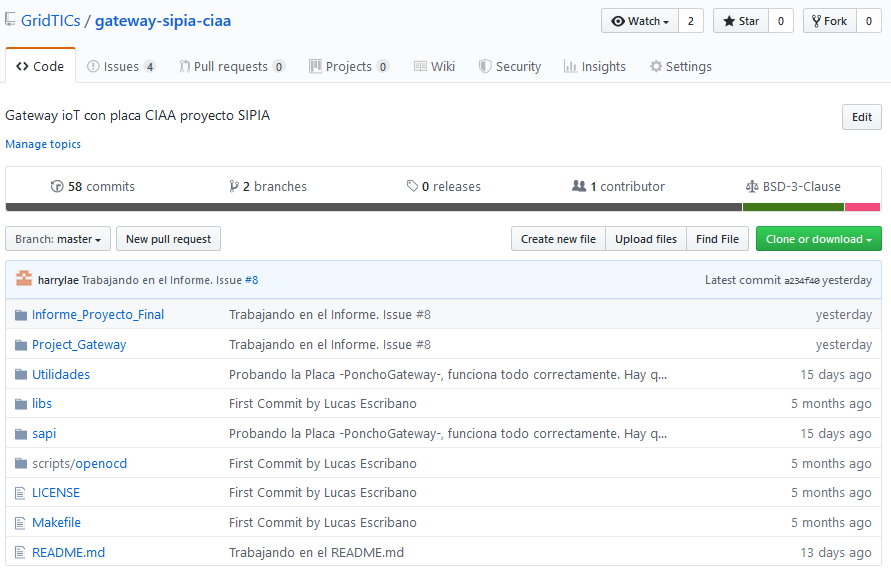 GridTICs / gateway-sipia-ciaa Watch 2 Star 0 Fork 0
Code Issues 4 Pull requests 0 Projects 0 Wiki Security Insights Settings
Gateway ioT con placa CIAA proyecto SIPIA Edit
Manage topics
58 commits 2 branches 0 releases 1 contributor BSD-3-Clause
Branch: master New pull request Create new file Upload files Find File Clone or download
harrylae Trabajando en el Informe. Issue #8 Latest commit a234f40 yesterday
Informe_Proyecto_Final Trabajando en el Informe. Issue #8 yesterday
Project_Gateway Trabajando en el Informe. Issue #8 yesterday
Utilidades Probando la Placa -PonchoGateway-, funciona todo correctamente. Hay q... 15 days ago
libs First Commit by Lucas Escribano 5 months ago
sapi Probando la Placa -PonchoGateway-, funciona todo correctamente. Hay q... 15 days ago
scripts/openocd First Commit by Lucas Escribano 5 months ago
LICENSE First Commit by Lucas Escribano 5 months ago
Makefile First Commit by Lucas Escribano 5 months ago
README.md Trabajando en el README.md 13 days ago